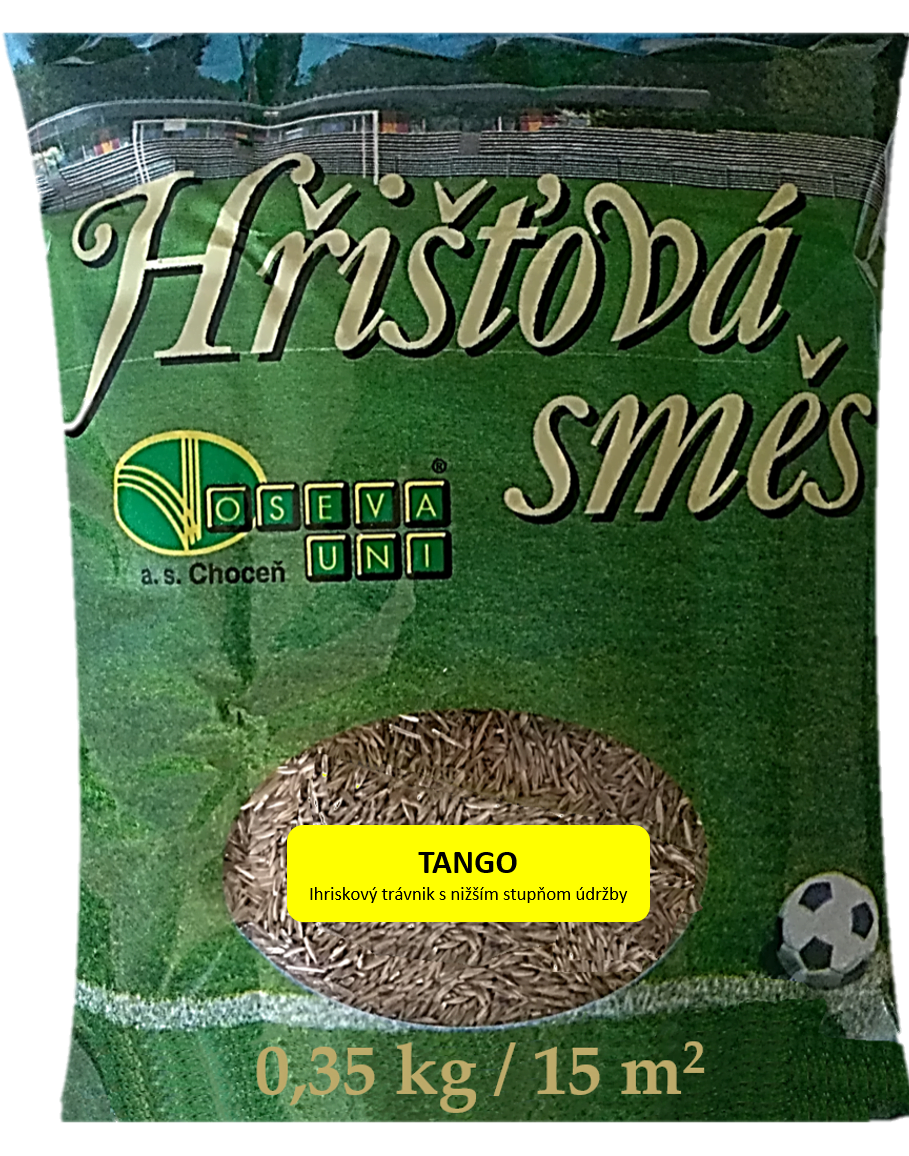 Hřišťová
směs
OSEVA®
UNI
a. s. Choceň
TANGO
Ihriskový trávnik s nižším stupňom údržby
0,35 kg / 15 m²